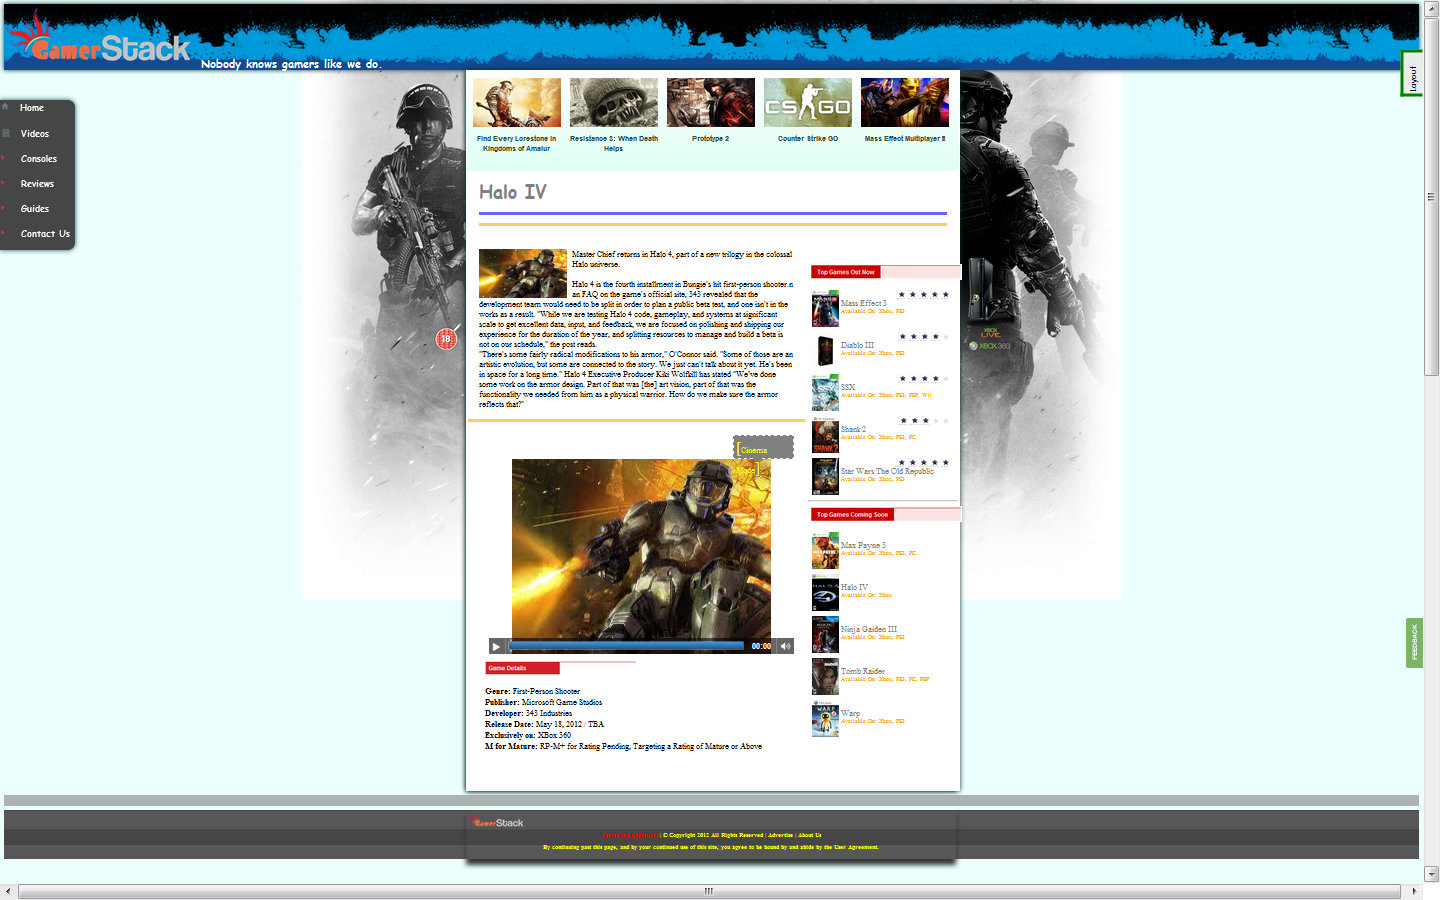 GamerStack
Nobody knows gamers like we do.
Layout
Home
Videos
Consoles
Reviews
Guides
Contact Us
CS GO
Find Every Lorestone in
Kingdoms of Amalur
Resistance 3: When Death
Helps
Prototype 2
Counter Strike GO
Mass Effect Multiplayer
Halo IV
Master Chief returns in Halo 4, part of a new trilogy in the colossal
Halo universe.
Halo 4 is the fourth installment in Bungie's hit first-person shooter.n
an FAQ on the game's official site, 343 revealed that the
development team would need to be split in order to plan a public beta test, and one isn't in the
works as a result. "While we are testing Halo 4 code, gameplay, and systems at significant
scale to get excellent data, input, and feedback, we are focused on polishing and shipping our
experience for the duration of the year, and splitting resources to manage and build a beta is
not on our schedule," the post reads.
"There's some fairly radical modifications to his armor," O'Connor said. "Some of those are an
artistic evolution, but some are connected to the story. We just can't talk about it yet. He's been
in space for a long time." Halo 4 Executive Producer Kiki Wolfkill has stated "We've done
some work on the armor design. Part of that was [the] art vision, part of that was the
functionality we needed from him as a physical warrior. How do we make sure the armor
reflects that?"
[Cinema
Mode]
00:00
Game Details
Genre: First-Person Shooter
Publisher: Microsoft Game Studios
Developer: 343 Industries
Release Date: May 18, 2012 / TBA
Exclusively on: XBox 360
M for Mature: RP-M+ for Rating Pending, Targeting a Rating of Mature or Above
Top Games Out Now
Mass Effect 3
Available On: Xbox, PS3
Diablo III
Available On: Xbox, PS3
SSX
Available On: Xbox, PS3, PSP, Wii
Shank 2
Available On: Xbox, PS3, PC
Star Wars:The Old Republic
Available On: Xbox, PS3
Top Games Coming Soon
Max Payne 3
Available On: Xbox, PS3, PC
Halo IV
Available On: Xbox
Ninja Gaiden III
Available On: Xbox, PS3
Tomb Raider
Available On: Xbox, PS3, PC, PSP
Warp
Available On: Xbox, PS3
18
XBOX
LIVE
XBOX 360
FEEDBACK
GamerStack
Terms and Conditions | © Copyright 2012 All Rights Reserved | Advertise | About Us
By continuing past this page, and by your continued use of this site, you agree to be bound by and abide by the User Agreement.